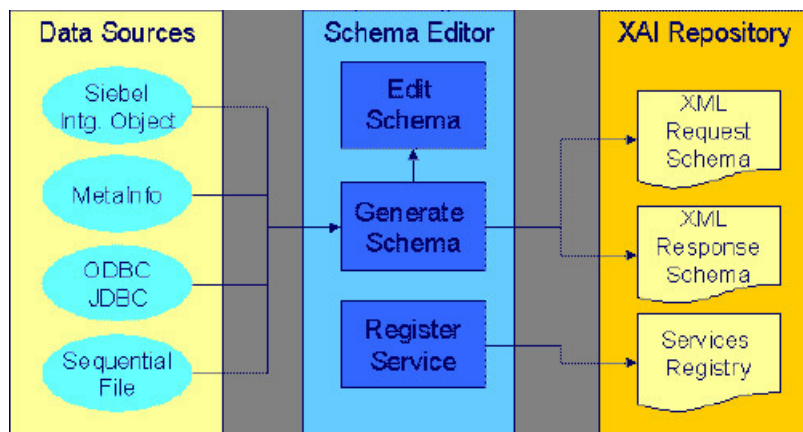 Data Sources
Siebel
Intg. Object
MetaInfo
ODBC
JDBC
Sequential
File
Schema Editor
Edit
Schema
Generate
Schema
Register
Service
XAI Repository
XML
Request
Schema
XML
Response
Schema
Services
Registry